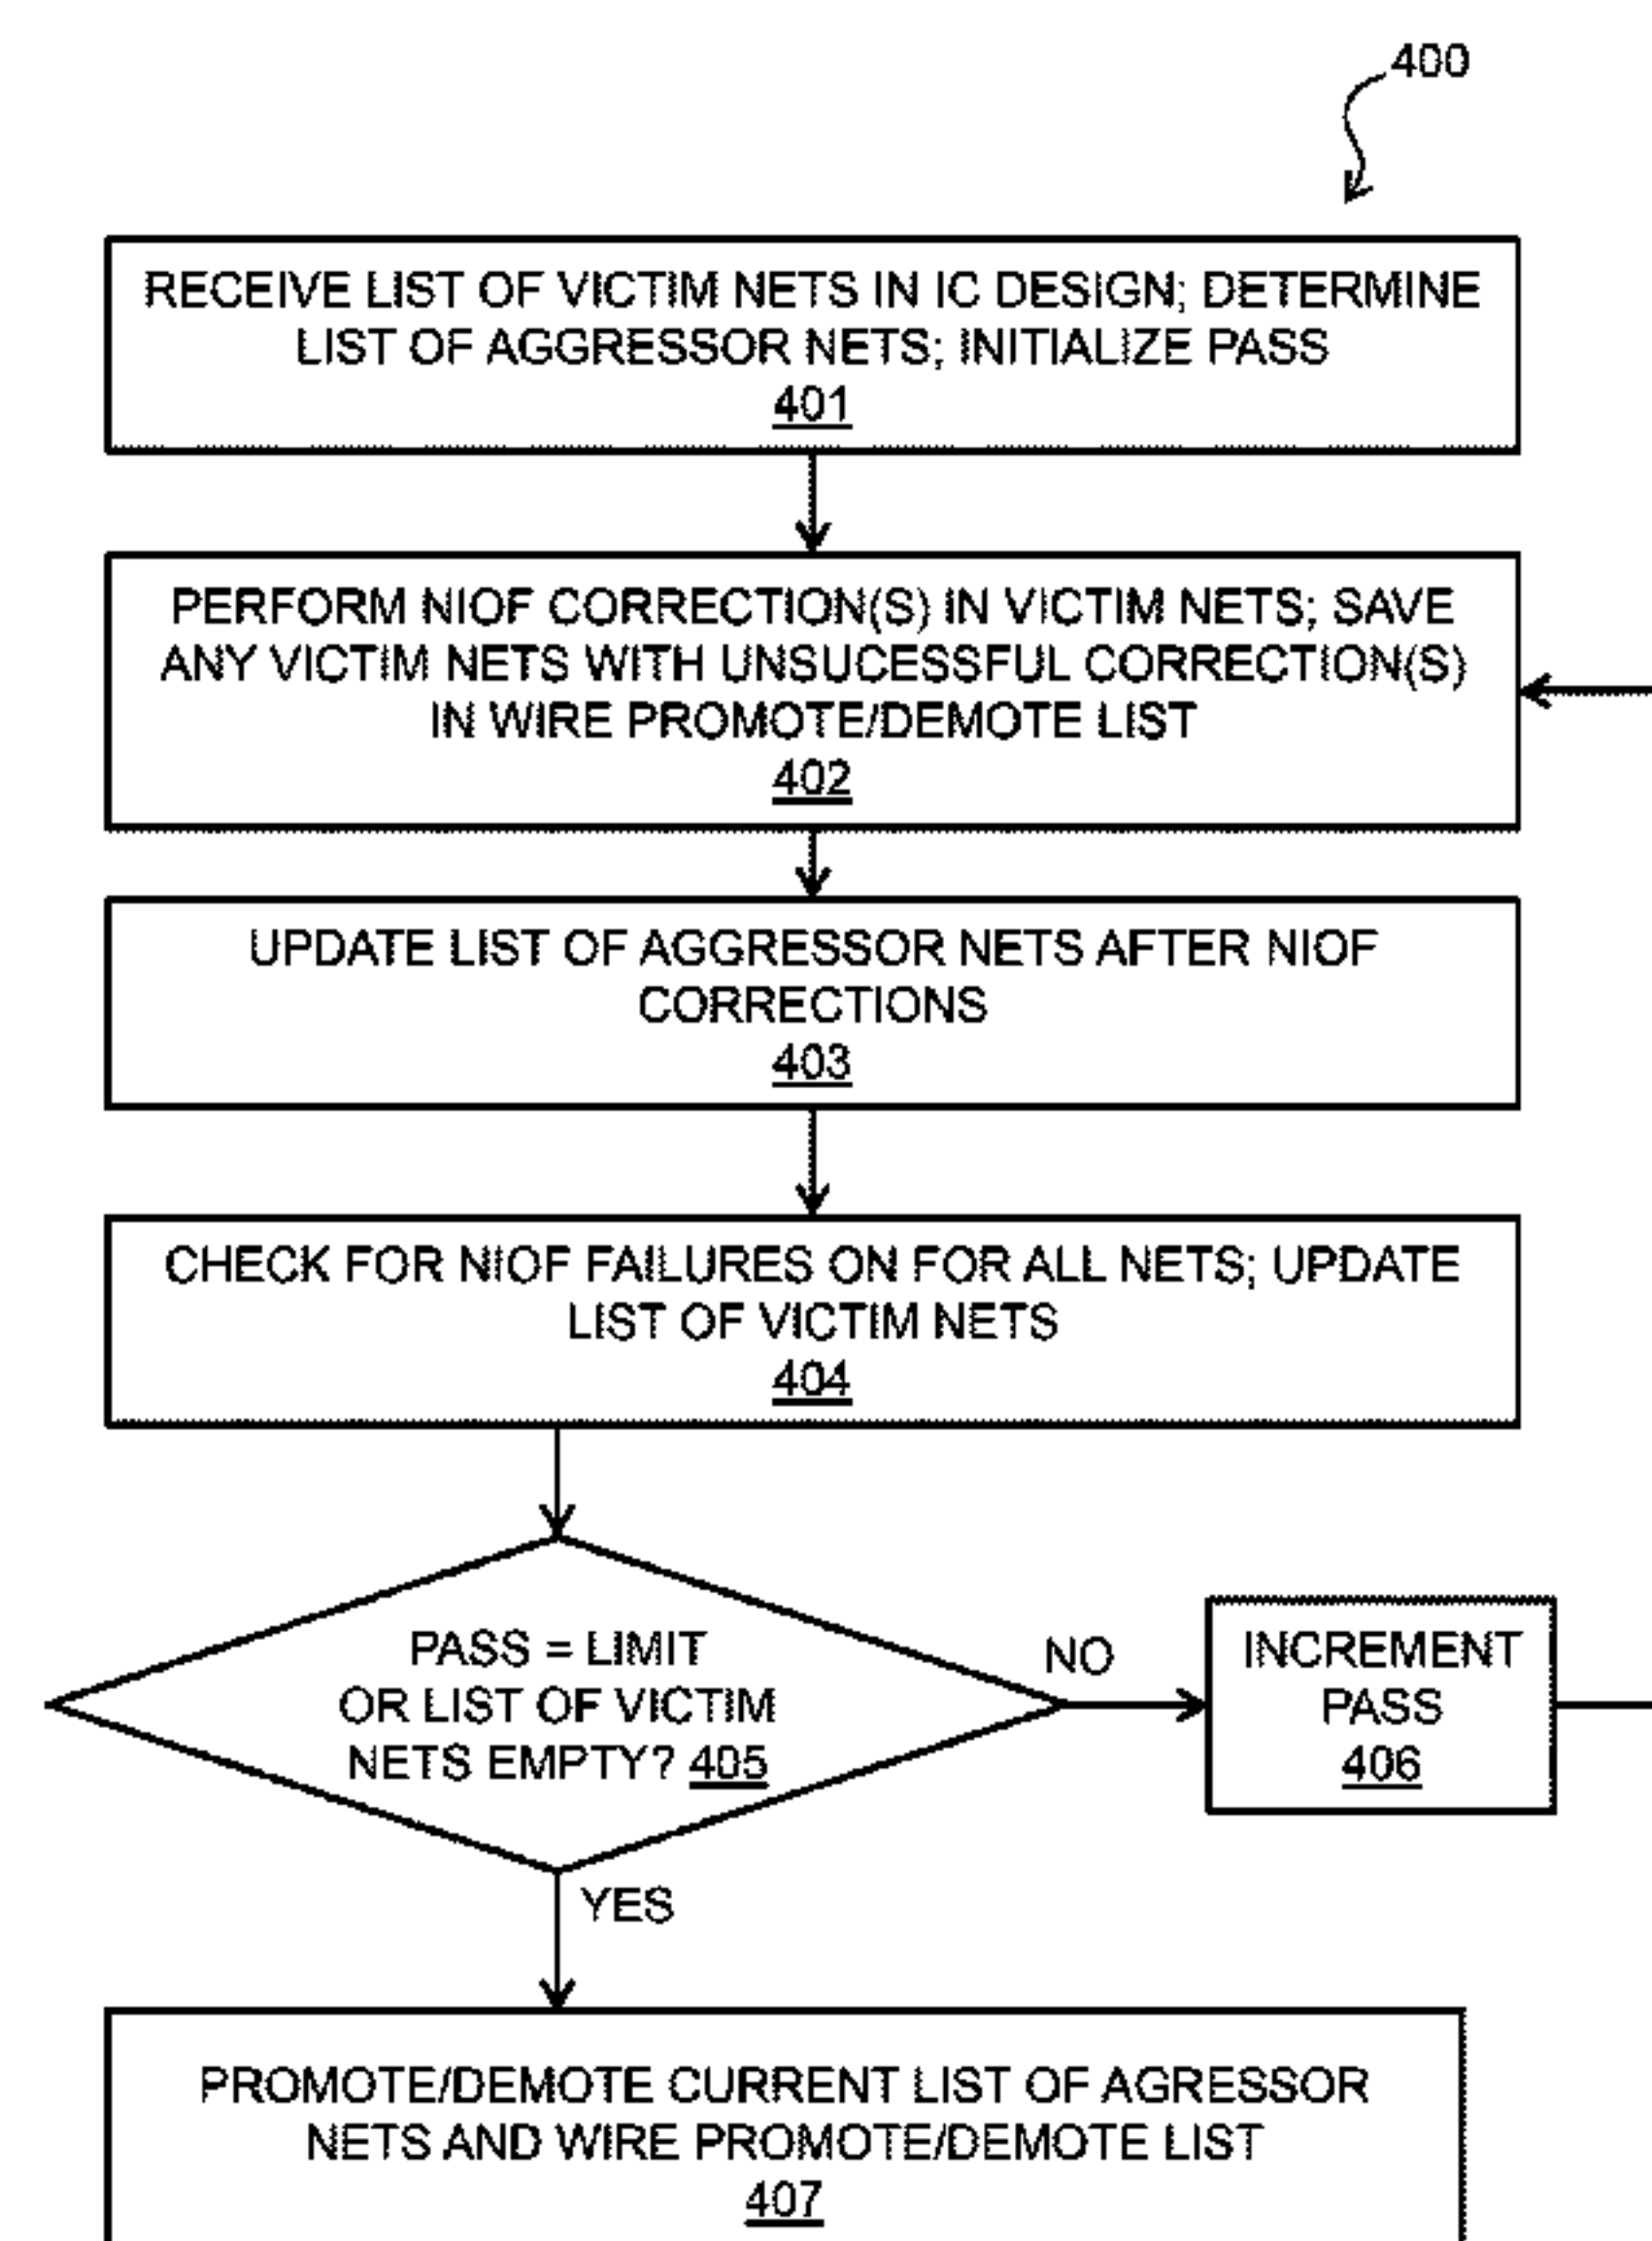 400
RECEIVE LIST OF VICTIM NETS IN IC DESIGN; DETERMINE
LIST OF AGGRESSOR NETS; INITIALIZE PASS
401
PERFORM NIOF CORRECTION(S) IN VICTIM NETS; SAVE
ANY VICTIM NETS WITH UNSUCESSFUL CORRECTION(S)
IN WIRE PROMOTE/DEMOTE LIST
402
UPDATE LIST OF AGGRESSOR NETS AFTER NIOF
CORRECTIONS
403
CHECK FOR NIOF FAILURES ON FOR ALL NETS; UPDATE
LIST OF VICTIM NETS
404
PASS = LIMIT
OR LIST OF VICTIM
NETS EMPTY? 405
NO
INCREMENT
PASS
406
YES
PROMOTE/DEMOTE CURRENT LIST OF AGRESSOR
NETS AND WIRE PROMOTE/DEMOTE LIST
407